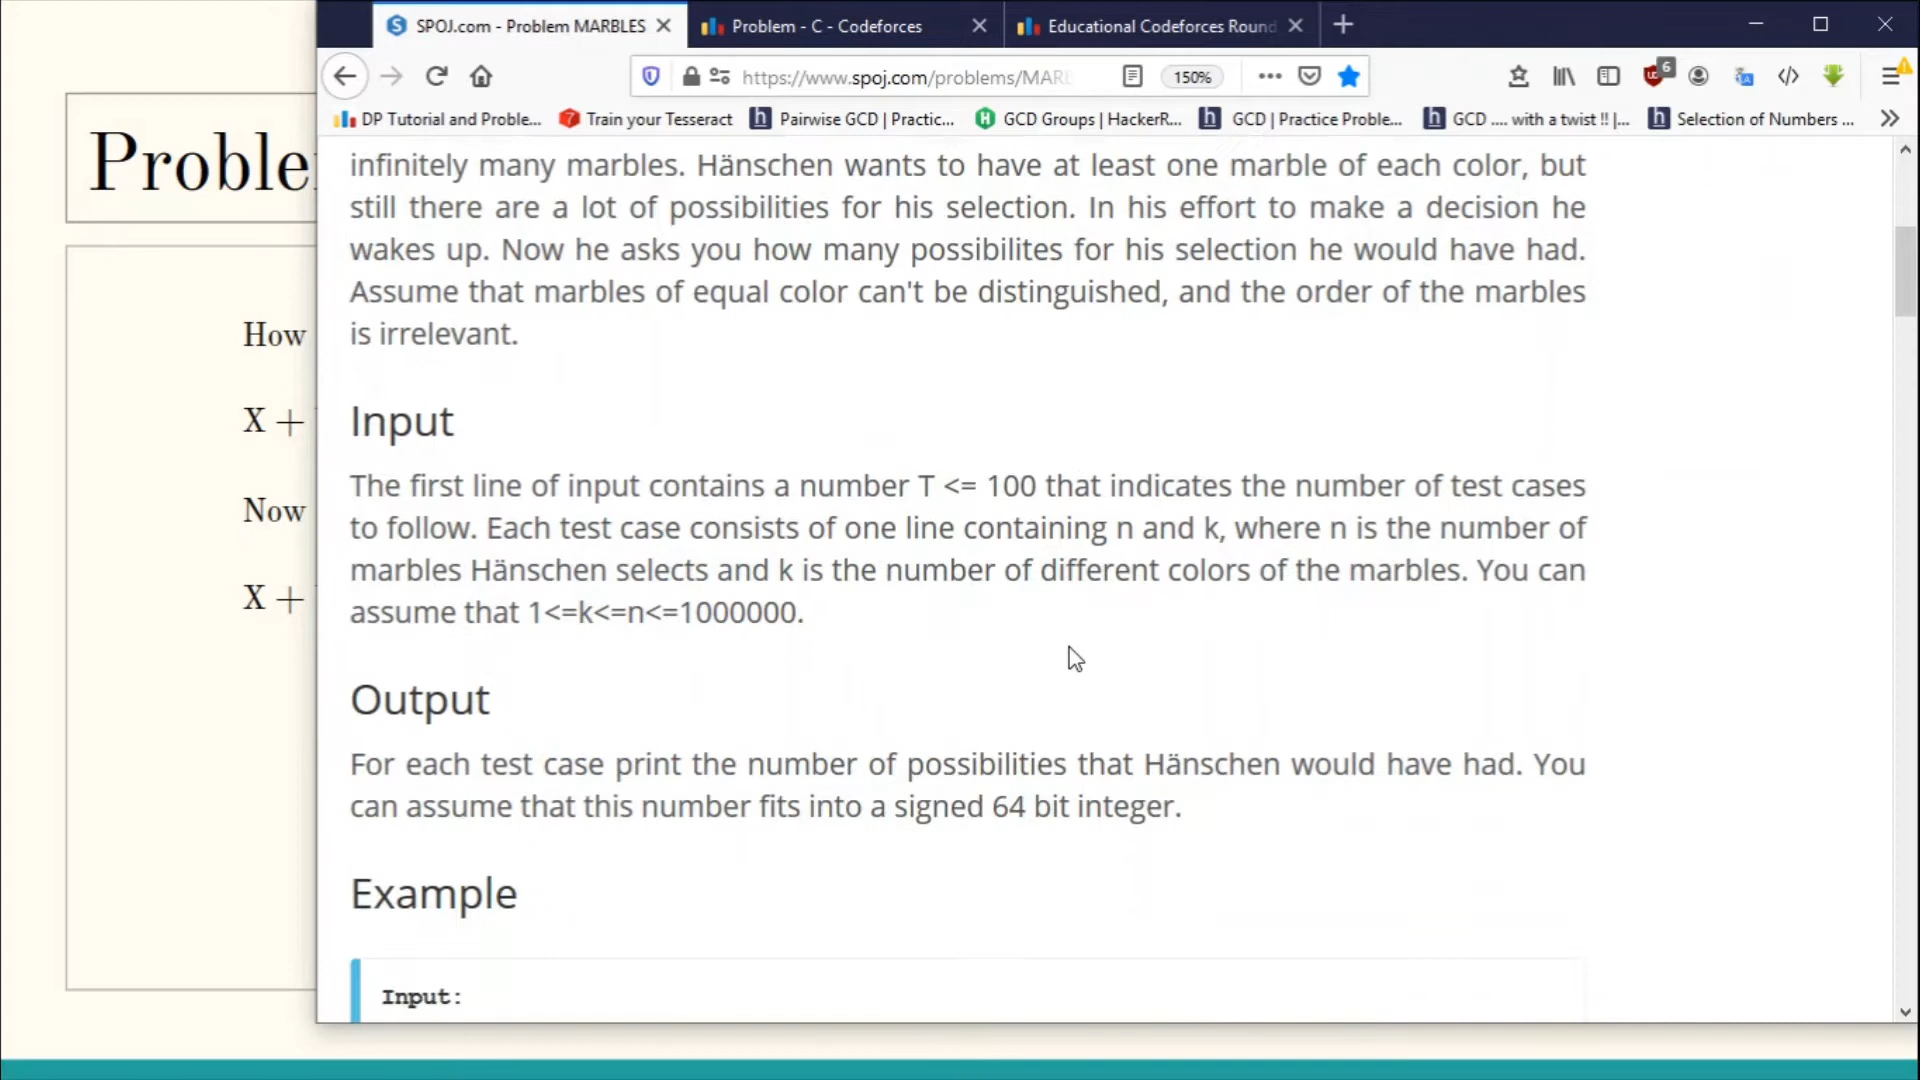 SPOJ.com - Problem MARBLES
Problem - C - Codeforces
Educational Codeforces Round
https://www.spoj.com/problems/MARB
150%
6
DP Tutorial and Proble...
Train your Tesseract
Pairwise GCD | Practic...
GCD Groups | HackerR...
GCD | Practice Proble...
GCD .... with a twist !! |...
Selection of Numbers ...
Proble
How
X +
Now
X +
infinitely many marbles. Hänschen wants to have at least one marble of each color, but
still there are a lot of possibilities for his selection. In his effort to make a decision he
wakes up. Now he asks you how many possibilites for his selection he would have had.
Assume that marbles of equal color can't be distinguished, and the order of the marbles
is irrelevant.
Input
The first line of input contains a number T <= 100 that indicates the number of test cases
to follow. Each test case consists of one line containing n and k, where n is the number of
marbles Hänschen selects and k is the number of different colors of the marbles. You can
assume that 1<=k<=n<=1000000.
Output
For each test case print the number of possibilities that Hänschen would have had. You
can assume that this number fits into a signed 64 bit integer.
Example
Input: